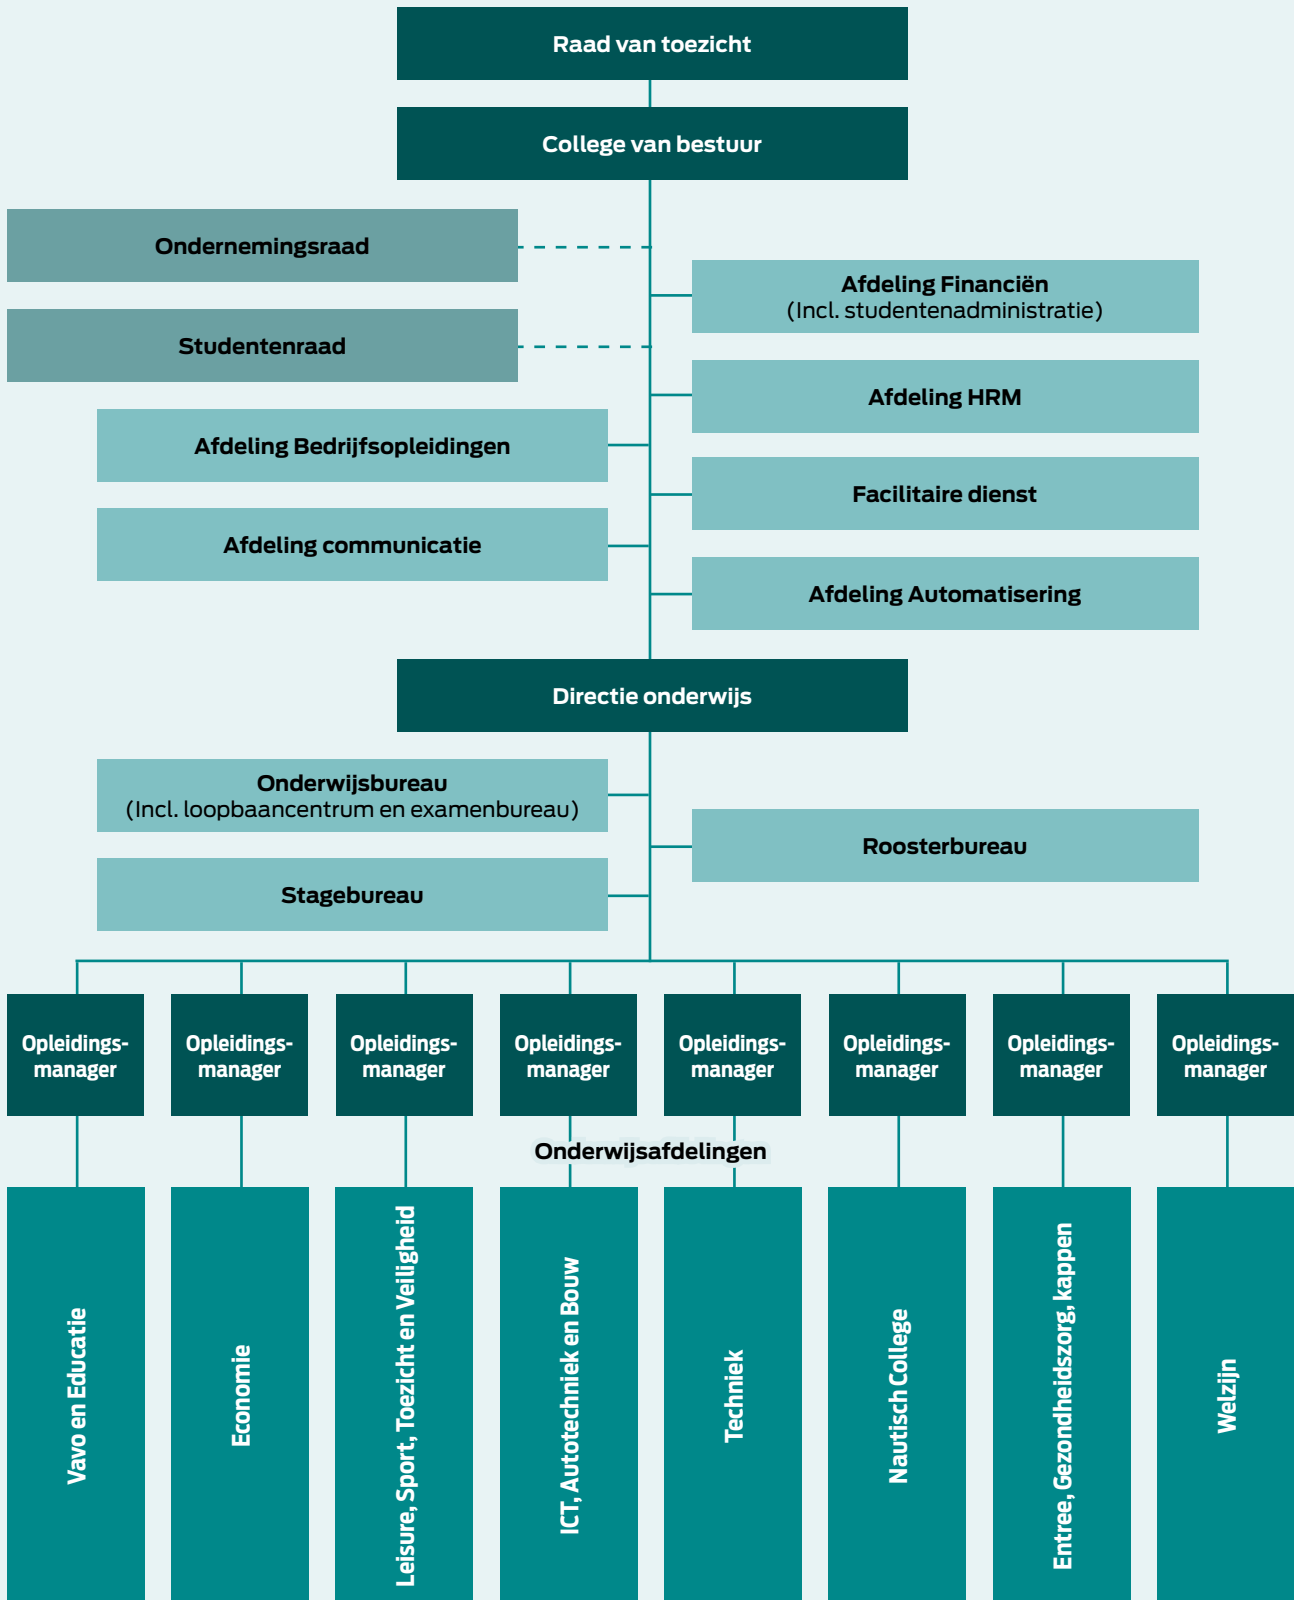 Raad van toezicht
College van bestuur
Ondernemingsraad
Afdeling Financiën
(Incl. studentenadministratie)
Studentenraad
Afdeling HRM
Afdeling Bedrijfsopleidingen
Facilitaire dienst
Afdeling communicatie
Afdeling Automatisering
Directie onderwijs
Onderwijsbureau
(Incl. loopbaancentrum en examenbureau)
Roosterbureau
Stagebureau
Opleidings-
manager
Opleidings-
manager
Opleidings-
manager
Opleidings-
manager
Opleidings-
manager
Opleidings-
manager
Opleidings-
manager
Opleidings-
manager
Onderwijsafdelingen
Vavo en Educatie
Economie
Leisure, Sport, Toezicht en Veiligheid
ICT, Autotechniek en Bouw
Techniek
Nautisch College
Entree, Gezondheidszorg, kappen
Welzijn